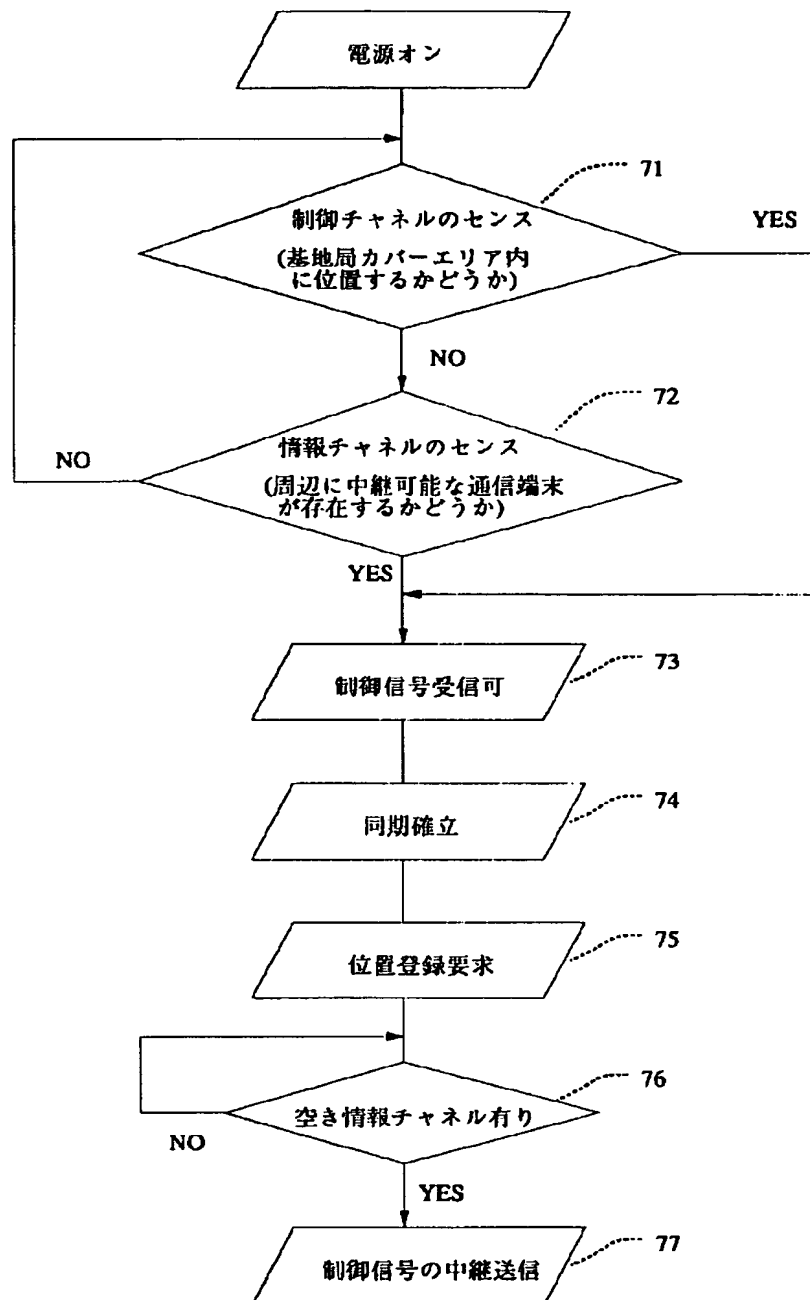 電源オン
71
制御チャネルのセンス
YES
(基地局カバーエリア内
に位置するかどうか)
NO
72
情報チャネルのセンス
NO
(周辺に中継可能な通信端末
が存在するかどうか)
YES
73
制御信号受信可
74
同期確立
75
位置登録要求
76
空き情報チャネル有り
NO
YES
77
制御信号の中継送信